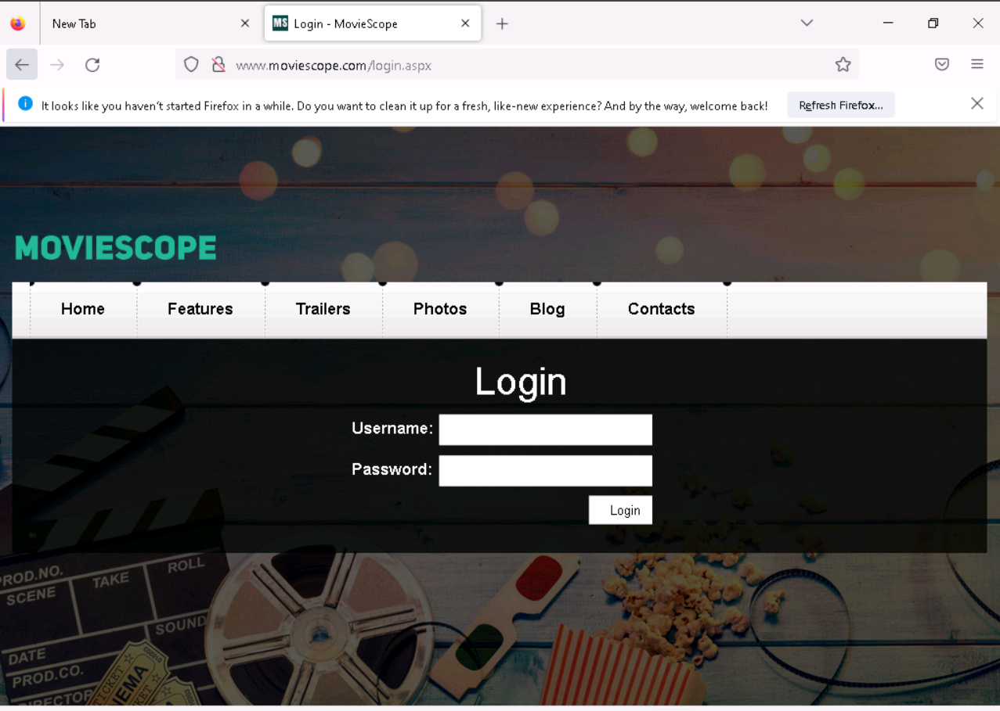 New Tab
MS Login - MovieScope
www.moviescope.com/login.aspx
It looks like you haven't started Firefox in a while. Do you want to clean it up for a fresh, like-new experience? And by the way, welcome back! Refresh Firefox...
MOVIESCOPE
Home Features Trailers Photos Blog Contacts
Login
Username:
Password:
Login
PROD.NO.
SCENE TAKE ROLL
SOUND
DATE
PROD.CO.
DIRECTOR
TICKET